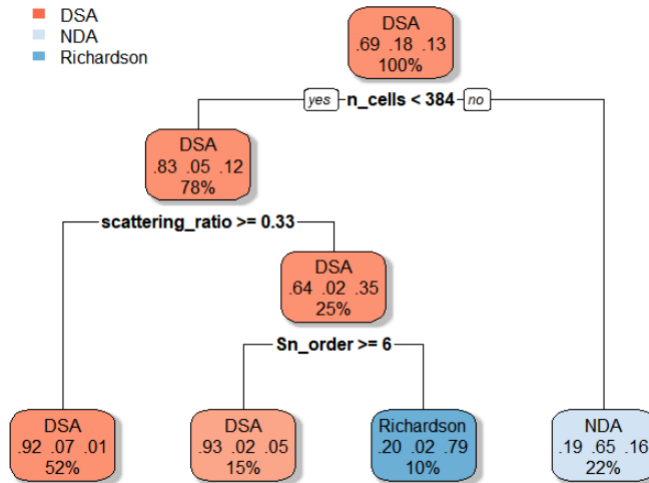 DSA
NDA
Richardson
DSA
.69 .18 .13
100%
yes n_cells < 384 no
DSA
.83 .05 .12
78%
scattering_ratio >= 0.33
DSA
.64 .02 .35
25%
Sn_order >= 6
DSA
.92 .07 .01
52%
DSA
.93 .02 .05
15%
Richardson
.20 .02 .79
10%
NDA
.19 .65 .16
22%